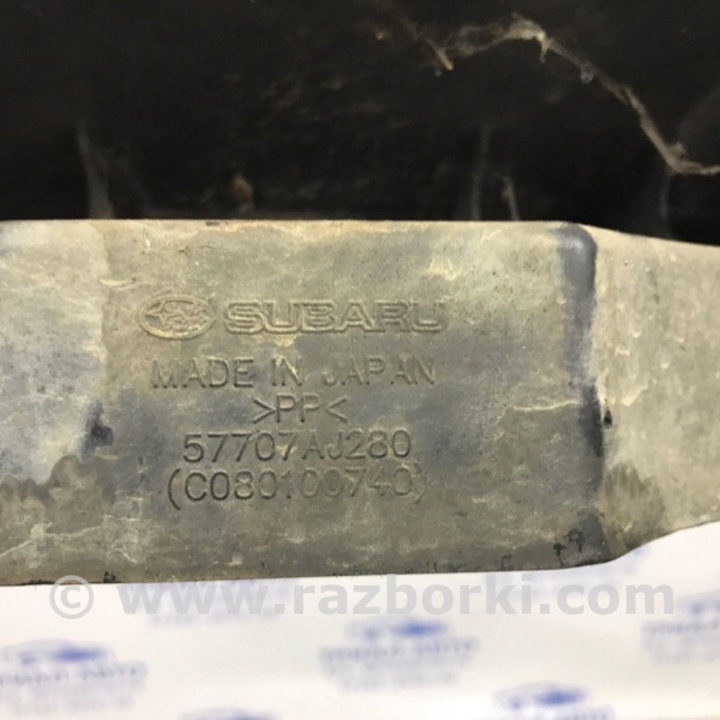 SUBARU
MADE IN JAPAN
>PP<
57707AJ280
(C080100740)
© www.razborki.com